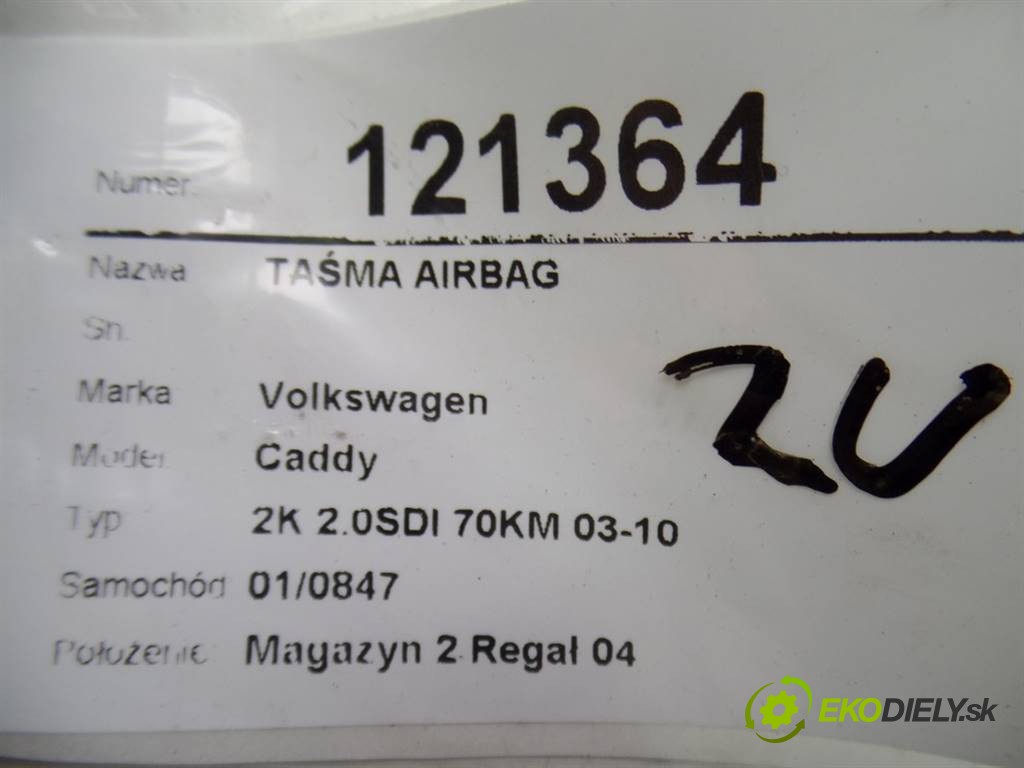 Numer 121364
Nazwa TAŚMA AIRBAG
Sn.
Marka Volkswagen
Model Caddy
Typ 2K 2.0SDI 70KM 03-10
Samochód 01/0847
Położenie Magazyn 2 Regał 04
EKODIELY.sk